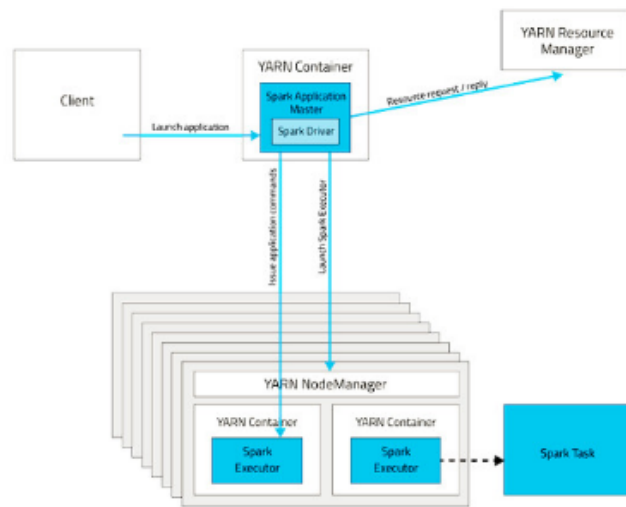 YARN Resource
Manager
YARN Container
Client
Spark Application
Master
Spark Driver
Launch application
Resource request / reply
Issue application commands
Launch Spark Executor
YARN NodeManager
YARN Container
YARN Container
Spark
Executor
Spark
Executor
Spark Task